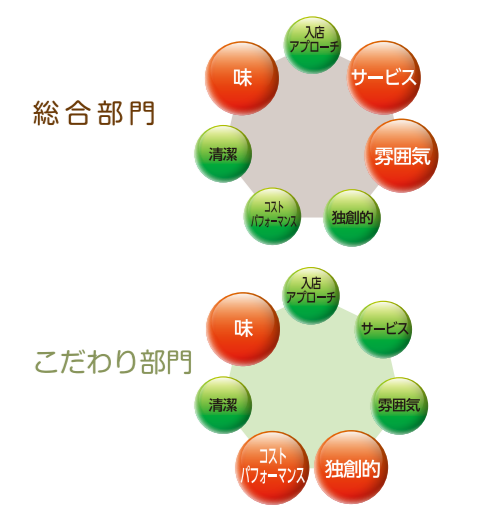 総合部門
入店
アプローチ
味
サービス
清潔
雰囲気
コスト
パフォーマンス
独創的
こだわり部門
入店
アプローチ
味
サービス
清潔
雰囲気
コスト
パフォーマンス
独創的